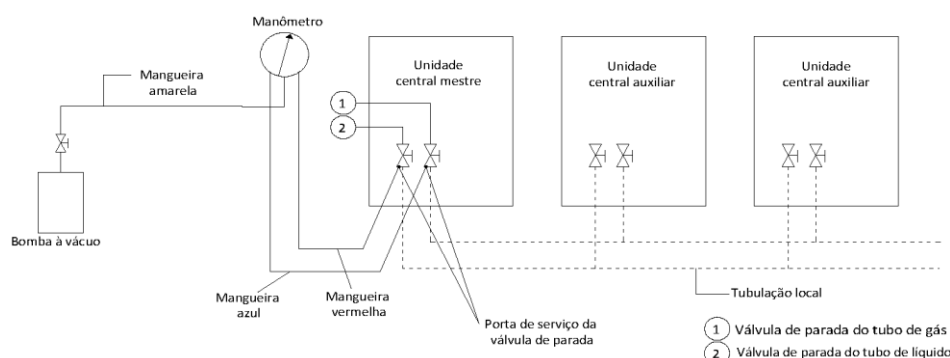 Manômetro
Mangueira
amarela
Bomba à vácuo
Unidade
central mestre
Unidade
central auxiliar
Unidade
central auxiliar
1
2
Mangueira
azul
Mangueira
vermelha
Porta de serviço da
válvula de parada
Tubulação local
1 Válvula de parada do tubo de gás
2 Válvula de parada do tubo de líquido